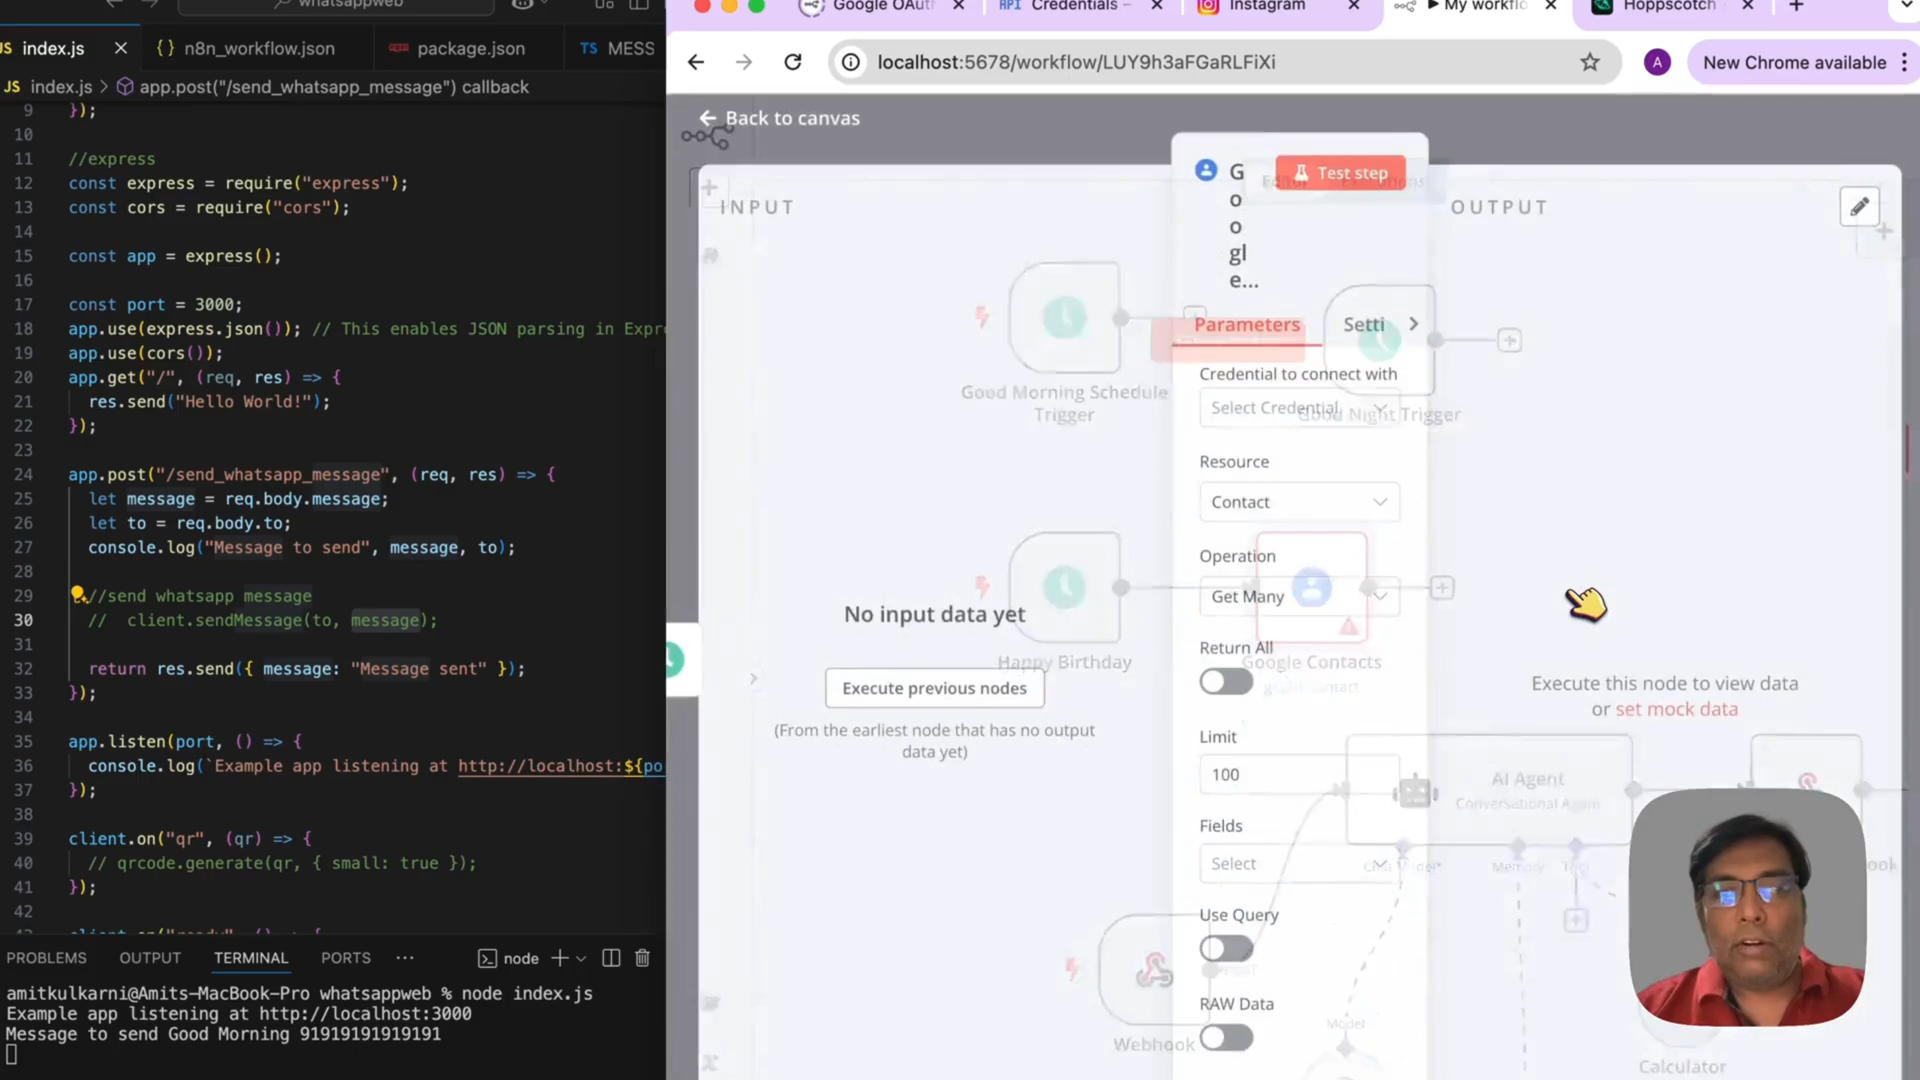 whatsappweb
index.js
n8n_workflow.json
package.json
TS MESS
JS index.js > app.post("/send_whatsapp_message") callback
9 });
10
11 //express
12 const express = require("express");
13 const cors = require("cors");
14
15 const app = express();
16
17 const port = 3000;
18 app.use(express.json()); // This enables JSON parsing in Expre
19 app.use(cors());
20 app.get("/", (req, res) => {
21 res.send("Hello World!");
22 });
23
24 app.post("/send_whatsapp_message", (req, res) => {
25 let message = req.body.message;
26 let to = req.body.to;
27 console.log("Message to send", message, to);
28
29 //send whatsapp message
30 // client.sendMessage(to, message);
31
32 return res.send({ message: "Message sent" });
33 });
34
35 app.listen(port, () => {
36 console.log(`Example app listening at http://localhost:${po
37 });
38
39 client.on("qr", (qr) => {
40 // qrcode.generate(qr, { small: true });
41 });
42
PROBLEMS OUTPUT TERMINAL PORTS ...
node
amitkulkarni@Amits-MacBook-Pro whatsappweb % node index.js
Example app listening at http://localhost:3000
Message to send Good Morning 91919191919191
Google OAut
API Credentials –
Instagram
My workflo
Hoppscotch
localhost:5678/workflow/LUY9h3aFGaRLFiXi
A
New Chrome available
Back to canvas
INPUT
Good Morning Schedule
Trigger
No input data yet
Happy Birthday
Execute previous nodes
(From the earliest node that has no output
data yet)
Webhook
G
o
o
gl
e...
Test step
Parameters
Setti
Credential to connect with
Select Credential
Good Night Trigger
Resource
Contact
Operation
Get Many
Return All
Google Contacts
Limit
100
Fields
Select
Use Query
RAW Data
Model
OUTPUT
Execute this node to view data
or set mock data
AI Agent
Conversational Agent
Memory
Calculator